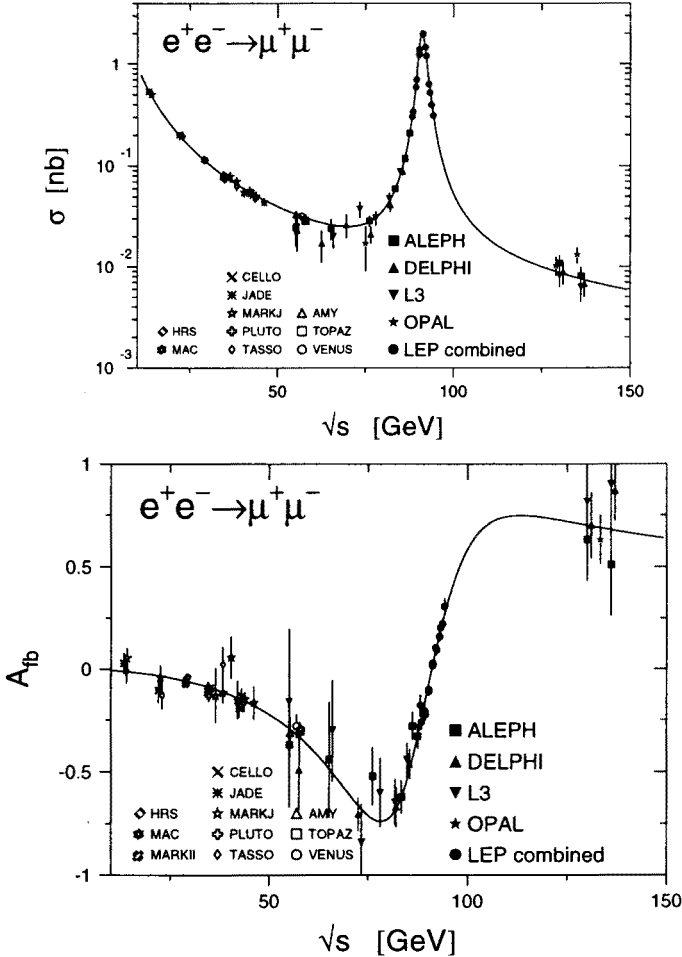 e⁺e⁻→μ⁺μ⁻
1
10⁻¹
10⁻²
10⁻³
σ [nb]
CELLO
JADE
MARKJ
PLUTO
TASSO
HRS
MAC
AMY
TOPAZ
VENUS
ALEPH
DELPHI
L3
OPAL
LEP combined
50
100
150
√s [GeV]
e⁺e⁻→μ⁺μ⁻
1
0.5
0
-0.5
-1
A_fb
CELLO
JADE
MARKJ
PLUTO
TASSO
HRS
MAC
MARKII
AMY
TOPAZ
VENUS
ALEPH
DELPHI
L3
OPAL
LEP combined
50
100
150
√s [GeV]